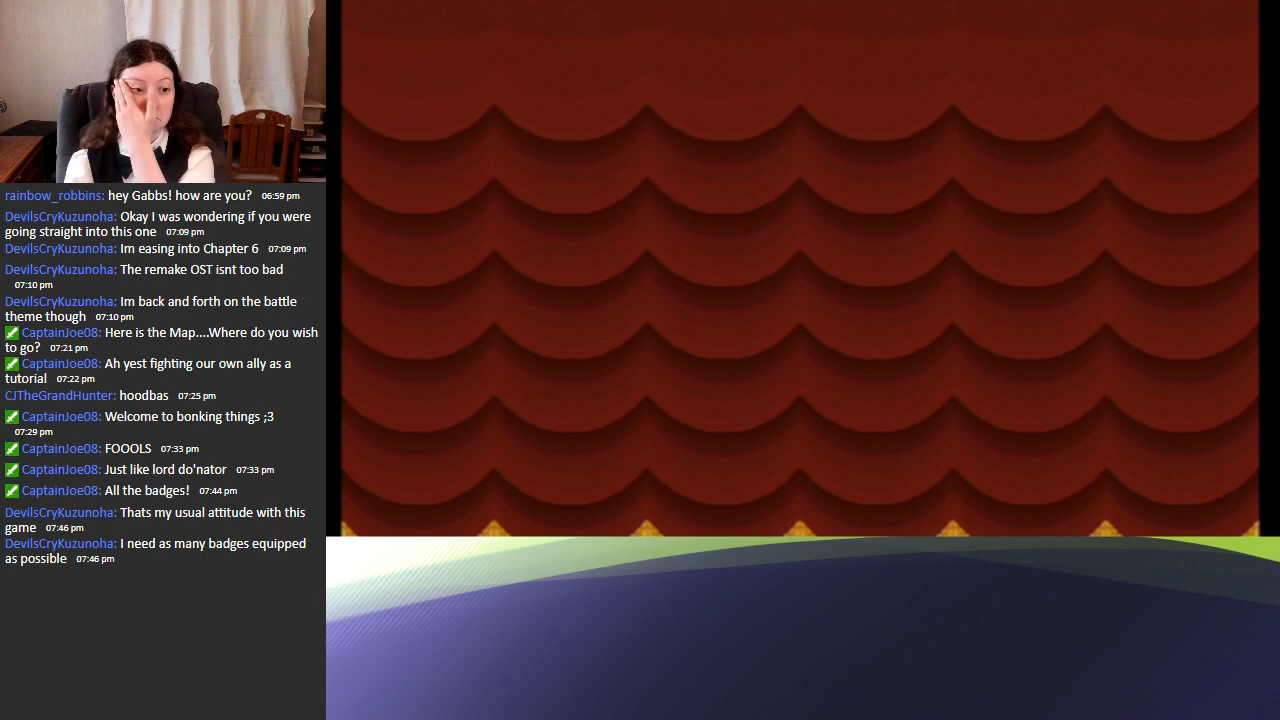 rainbow_robbins: hey Gabbs! how are you? 06:59 pm
DevilsCryKuzunoha: Okay I was wondering if you were
going straight into this one 07:09 pm
DevilsCryKuzunoha: Im easing into Chapter 6 07:09 pm
DevilsCryKuzunoha: The remake OST isnt too bad
07:10 pm
DevilsCryKuzunoha: Im back and forth on the battle
theme though 07:10 pm
CaptainJoe08: Here is the Map....Where do you wish
to go? 07:21 pm
CaptainJoe08: Ah yest fighting our own ally as a
tutorial 07:22 pm
CJTheGrandHunter: hoodbas 07:25 pm
CaptainJoe08: Welcome to bonking things ;3
07:29 pm
CaptainJoe08: FOOOLS 07:33 pm
CaptainJoe08: Just like lord do'nator 07:33 pm
CaptainJoe08: All the badges! 07:44 pm
DevilsCryKuzunoha: Thats my usual attitude with this
game 07:46 pm
DevilsCryKuzunoha: I need as many badges equipped
as possible 07:46 pm